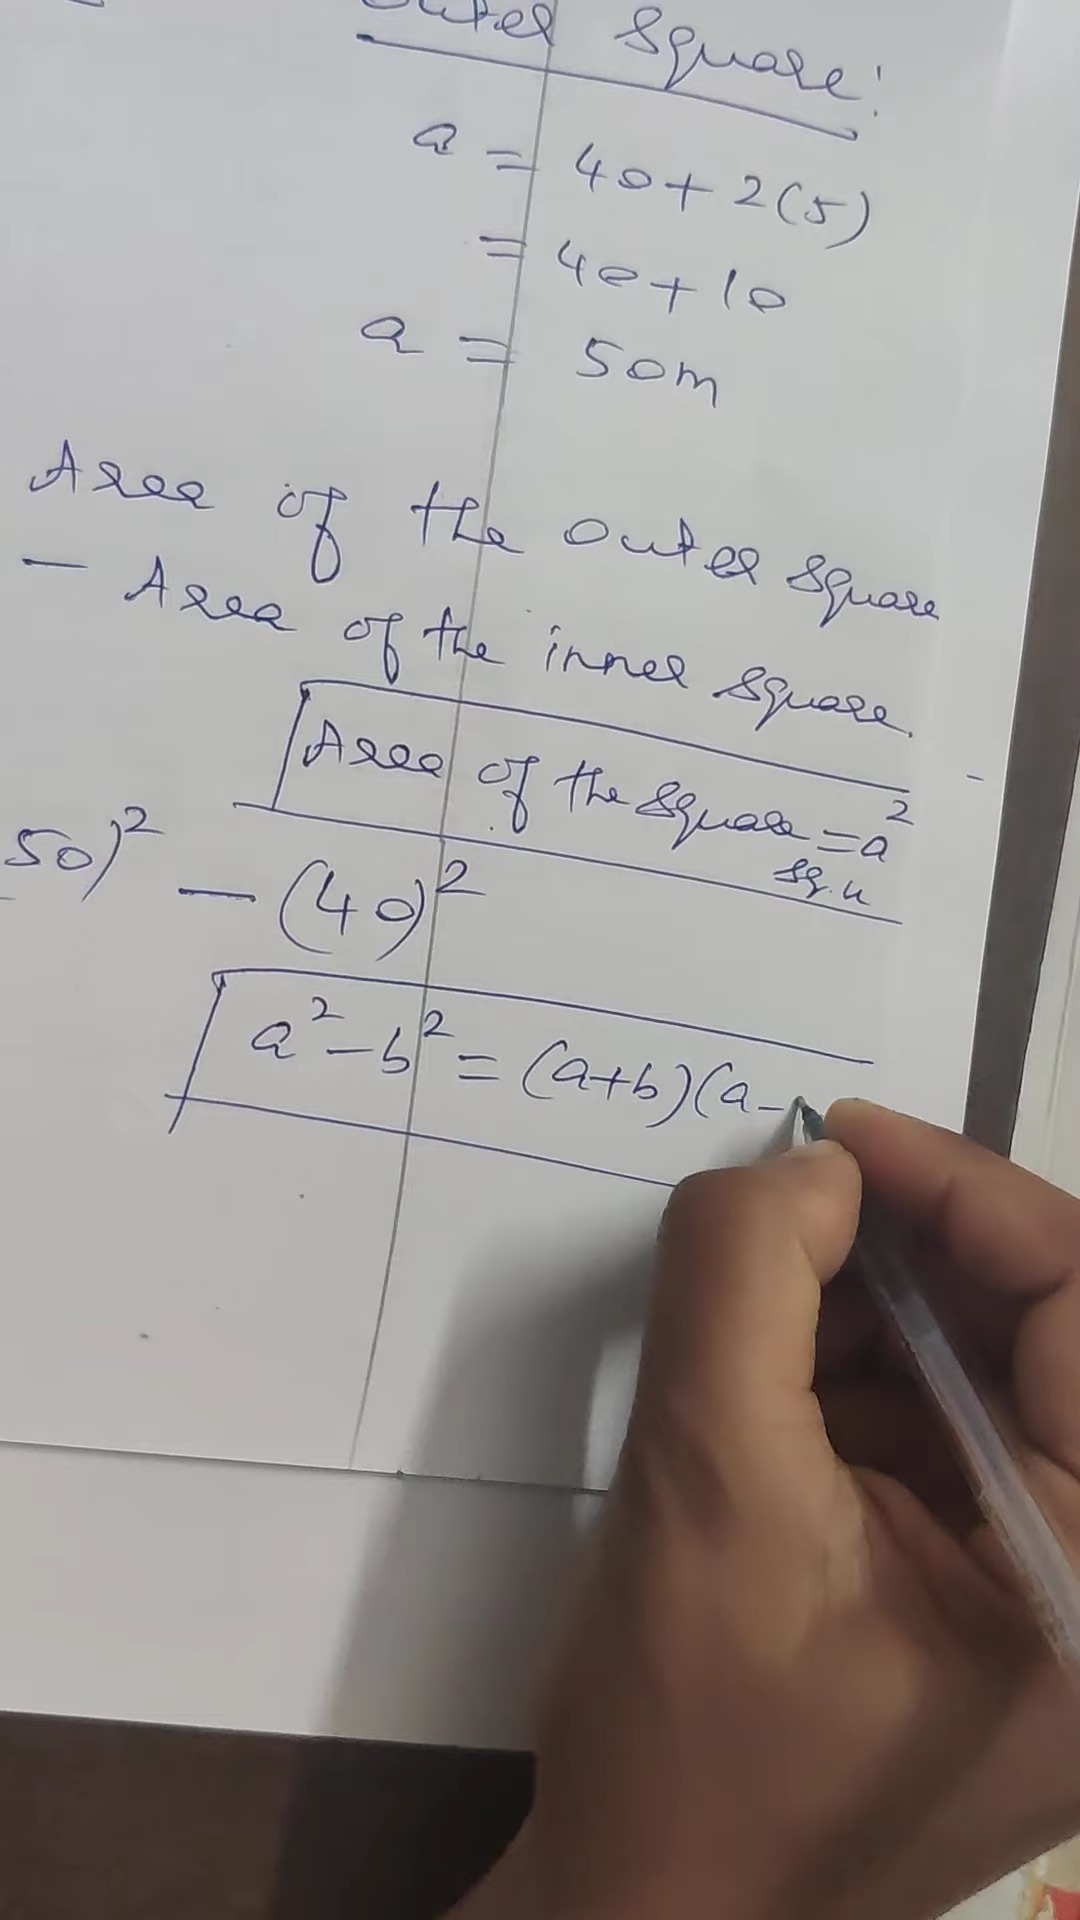 Outer Square:
a = 40 + 2(5)
= 40 + 10
a = 50m
Area of the outer square
- Area of the inner square.
Area of the square = a²
sq.u
50)² - (40)²
a² - b² = (a+b)(a -